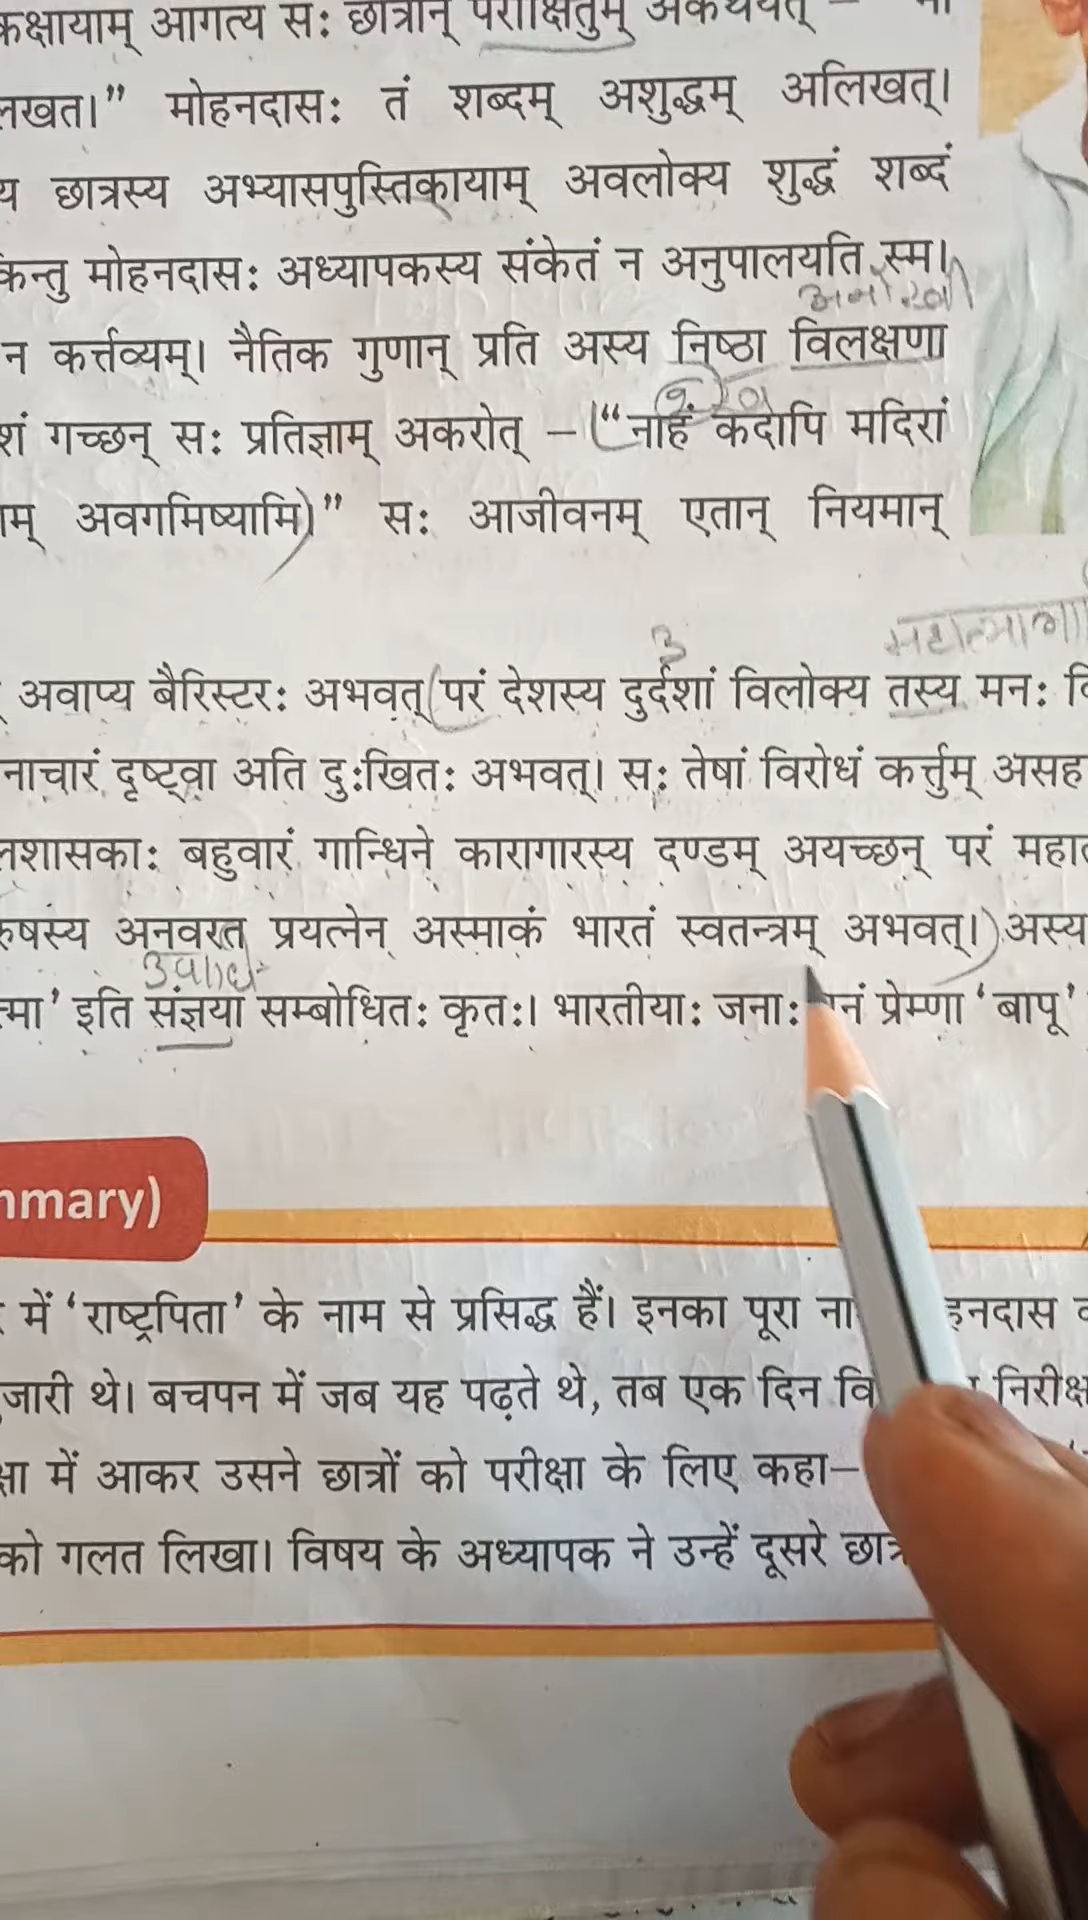 कक्षायाम् आगत्य सः छात्रान् परीक्षितुम् अकथयत् –
लखत।” मोहनदासः तं शब्दम् अशुद्धम् अलिखत्।
य छात्रस्य अभ्यासपुस्तिकायाम् अवलोक्य शुद्धं शब्दं
केन्तु मोहनदासः अध्यापकस्य संकेतं न अनुपालयति स्म।
न कर्त्तव्यम्। नैतिक गुणान् प्रति अस्य निष्ठा विलक्षणा
शं गच्छन् सः प्रतिज्ञाम् अकरोत् – (“नाहं कदापि मदिरां
ाम् अवगमिष्यामि)” सः आजीवनम् एतान् नियमान्
3
अवाप्य बैरिस्टरः अभवत् (परं देशस्य दुर्दशां विलोक्य तस्य मनः वि
नाचारं दृष्ट्वा अति दुःखितः अभवत्। सः तेषां विरोधं कर्त्तुम् असह
लशासकाः बहुवारं गान्धिने कारागारस्य दण्डम् अयच्छन् परं महात
रुषस्य अनवरत प्रयत्नेन् अस्माकं भारतं स्वतन्त्रम् अभवत्।) अस्य
उपाधि
त्मा’ इति संज्ञया सम्बोधितः कृतः। भारतीयाः जनाः प्रेम्णा ‘बापू’
mmary)
में ‘राष्ट्रपिता’ के नाम से प्रसिद्ध हैं। इनका पूरा ना हनदास
जारी थे। बचपन में जब यह पढ़ते थे, तब एक दिन वि निरीक्ष
क्षा में आकर उसने छात्रों को परीक्षा के लिए कहा–
को गलत लिखा। विषय के अध्यापक ने उन्हें दूसरे छात्र